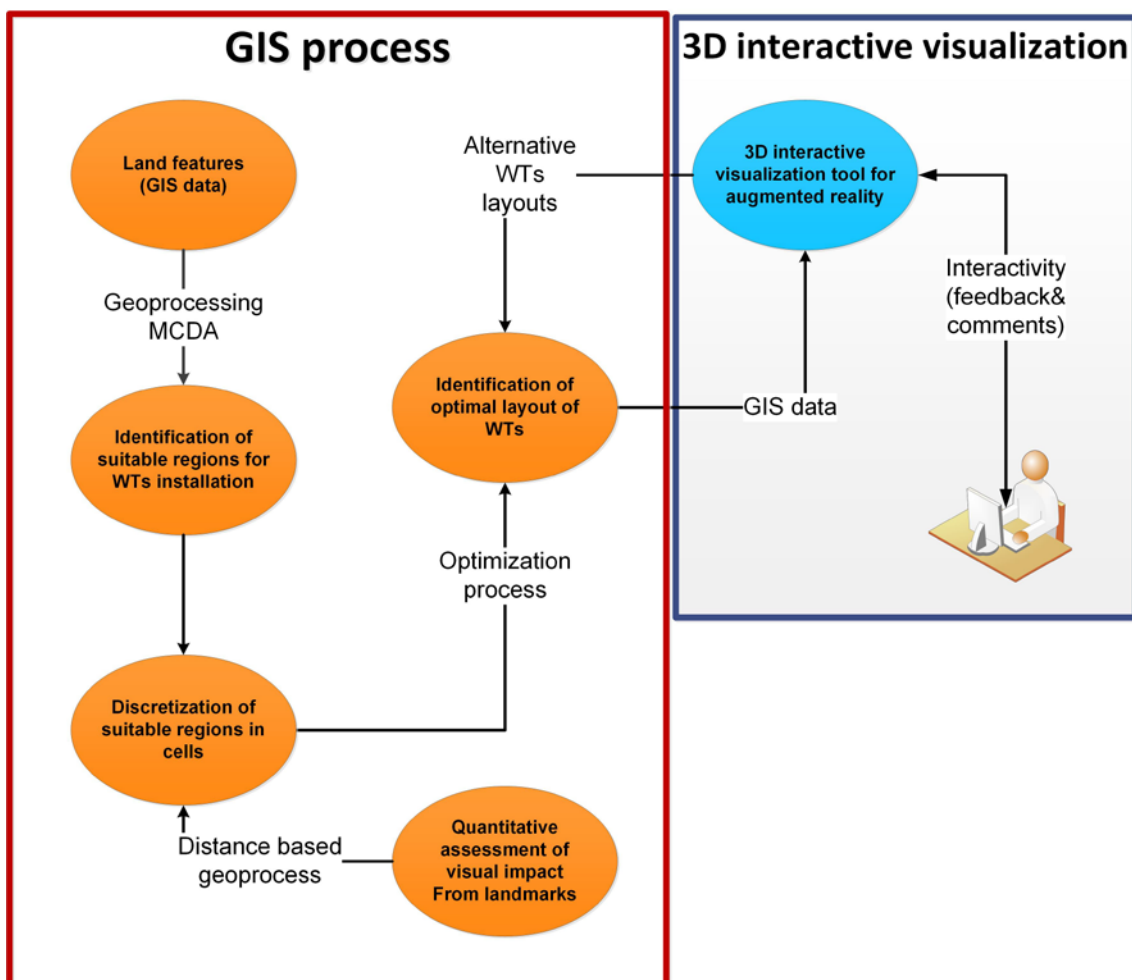 GIS process
Land features
(GIS data)
Geoprocessing
MCDA
Identification of
suitable regions for
WTs installation
Discretization of
suitable regions in
cells
Distance based
geoprocess
Quantitative
assessment of
visual impact
From landmarks
Optimization
process
Identification of
optimal layout of
WTs
Alternative
WTs
layouts
3D interactive visualization
3D interactive
visualization tool for
augmented reality
GIS data
Interactivity
(feedback&
comments)